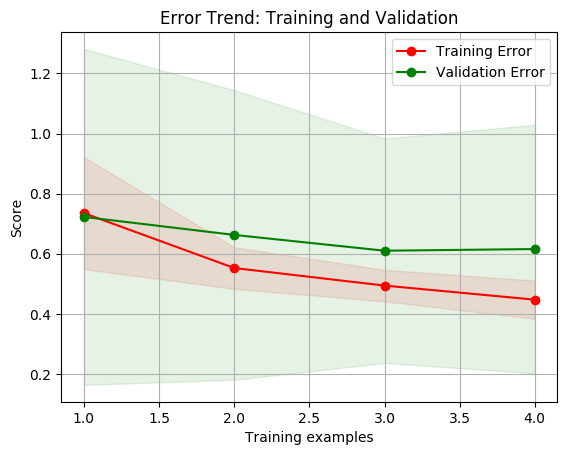 Error Trend: Training and Validation
Training Error
Validation Error
Score
1.2
1.0
0.8
0.6
0.4
0.2
1.0 1.5 2.0 2.5 3.0 3.5 4.0
Training examples